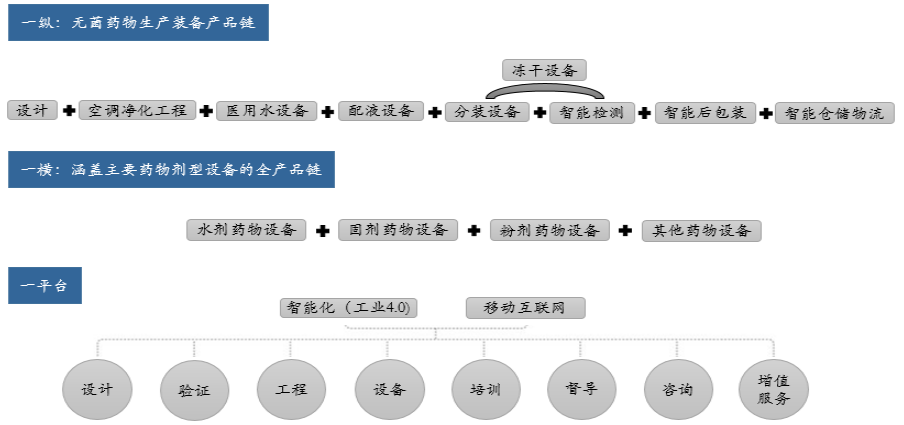 一纵：无菌药物生产装备产品链
冻干设备
设计 + 空调净化工程 + 医用水设备 + 配液设备 + 分装设备 + 智能检测 + 智能后包装 + 智能仓储物流
一横：涵盖主要药物剂型设备的全产品链
水剂药物设备 + 固剂药物设备 + 粉剂药物设备 + 其他药物设备
一平台
智能化（工业4.0) 移动互联网
设计 验证 工程 设备 培训 督导 咨询 增值
服务